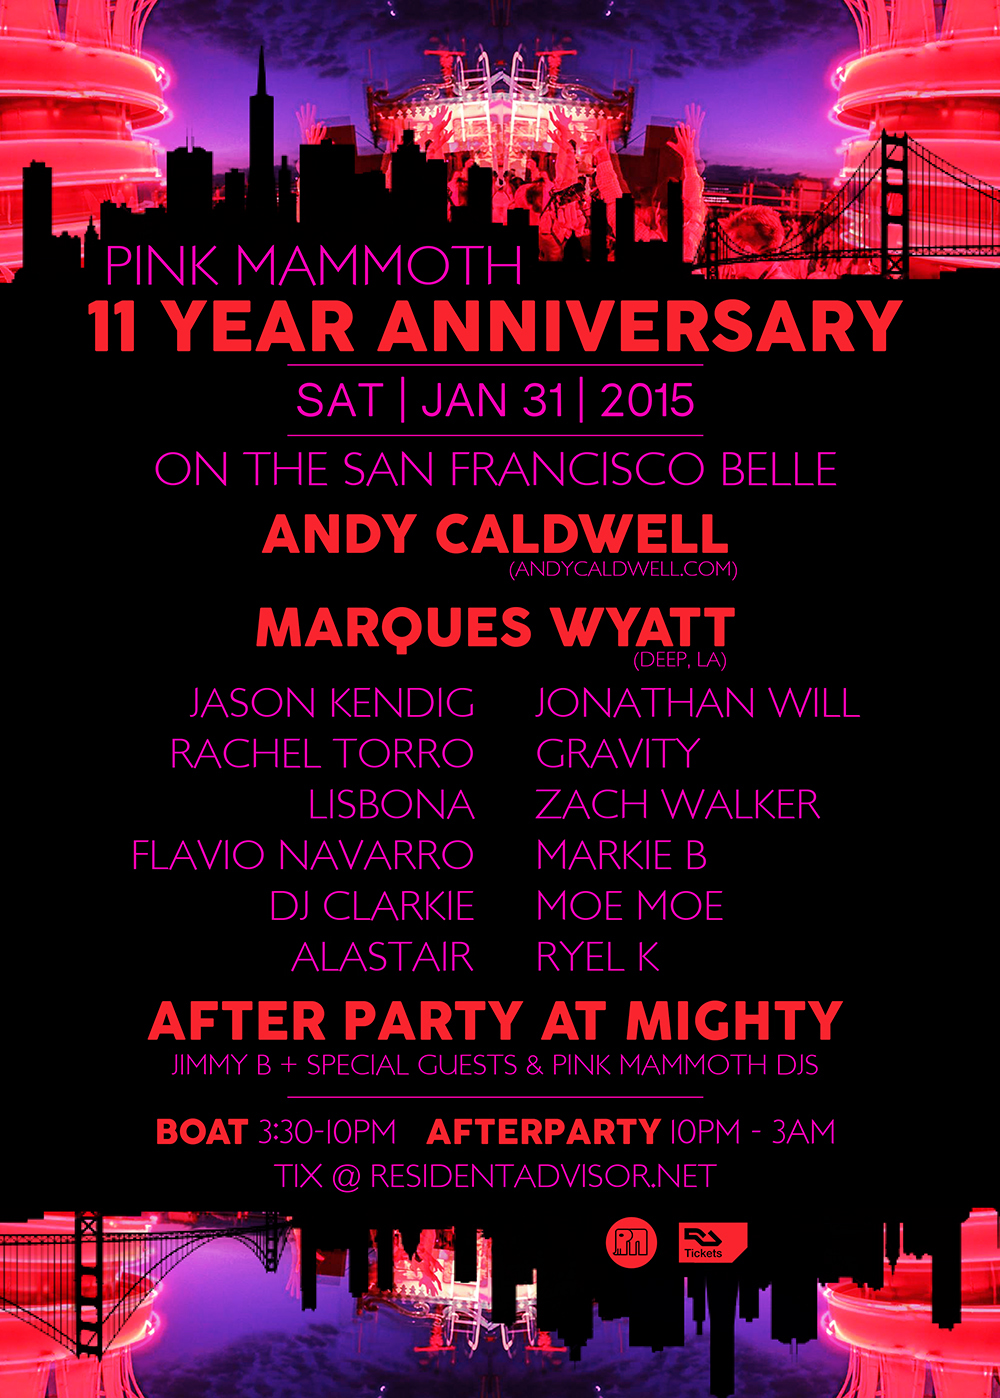 PINK MAMMOTH
11 YEAR ANNIVERSARY
SAT | JAN 31 | 2015
ON THE SAN FRANCISCO BELLE
ANDY CALDWELL
(ANDYCALDWELL.COM)
MARQUES WYATT
(DEEP, LA)
JASON KENDIG JONATHAN WILL
RACHEL TORRO GRAVITY
LISBONA ZACH WALKER
FLAVIO NAVARRO MARKIE B
DJ CLARKIE MOE MOE
ALASTAIR RYEL K
AFTER PARTY AT MIGHTY
JIMMY B + SPECIAL GUESTS & PINK MAMMOTH DJS
BOAT 3:30-10PM AFTERPARTY 10PM - 3AM
TIX @ RESIDENTADVISOR.NET
Tickets